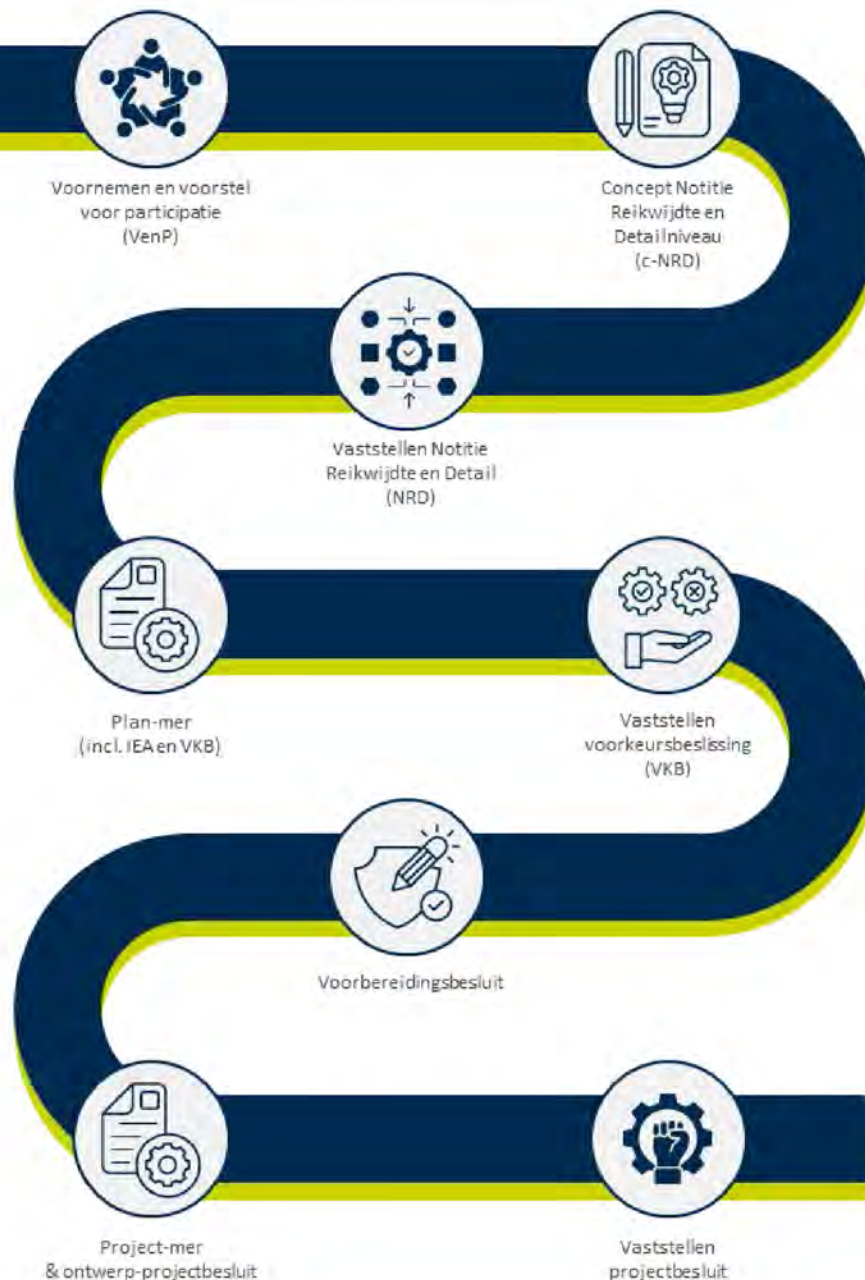 Voornemen en voorstel
voor participatie
(VenP)
Concept Notitie
Reikwijdte en
Detailniveau
(c-NRD)
Vaststellen Notitie
Reikwijdte en Detail
(NRD)
Plan-mer
(incl. IEA en VKB)
Vaststellen
voorkeursbeslissing
(VKB)
Voorbereidingsbesluit
Project-mer
& ontwerp-projectbesluit
Vaststellen
projectbesluit